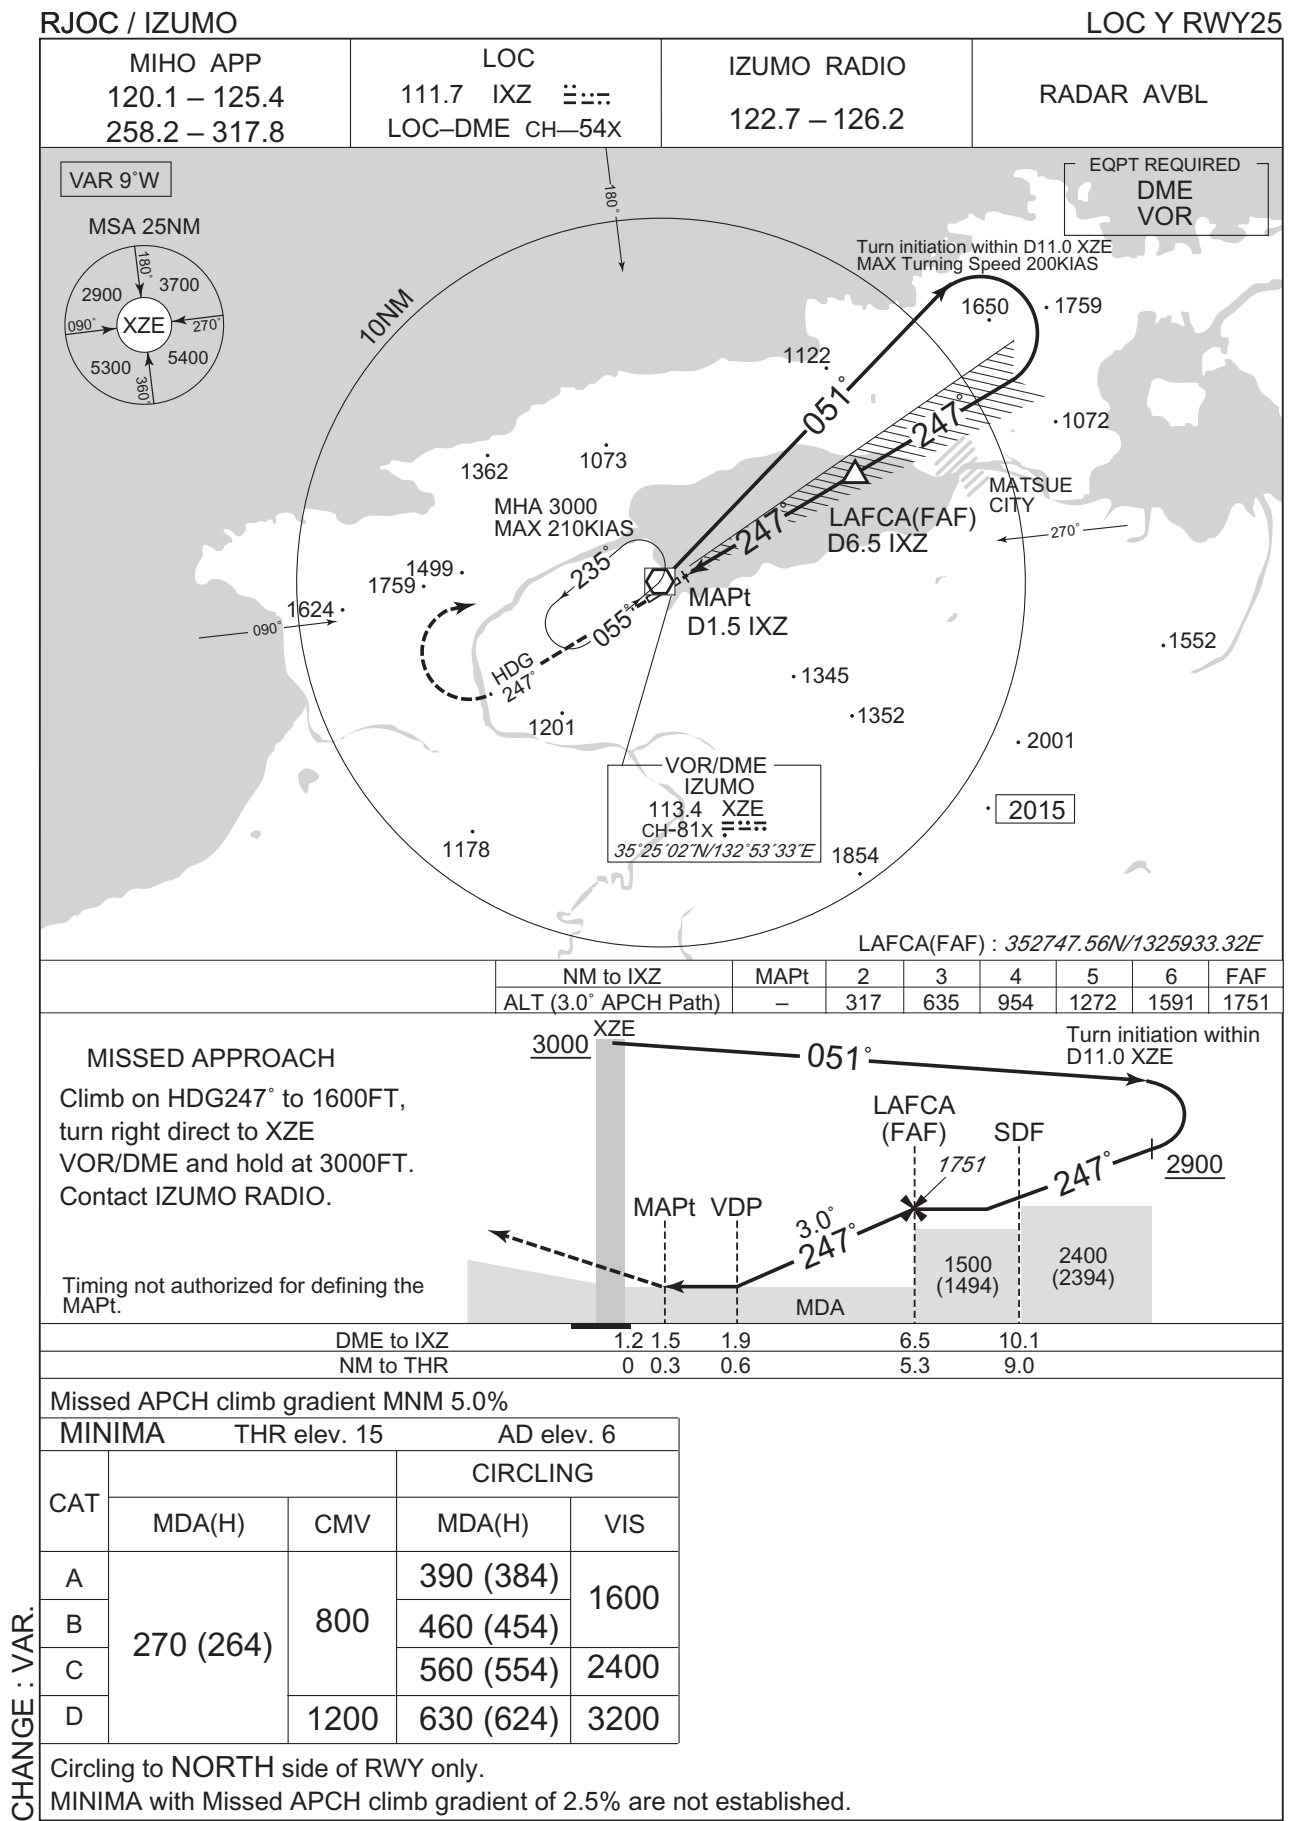 RJOC / IZUMO
LOC Y RWY25
MIHO APP
120.1 – 125.4
258.2 – 317.8
LOC
111.7 IXZ
LOC–DME CH—54X
IZUMO RADIO
122.7 – 126.2
RADAR AVBL
VAR 9˚W
MSA 25NM
180˚
2900
3700
090˚
XZE
270˚
5300
5400
360˚
180˚
EQPT REQUIRED
DME
VOR
Turn initiation within D11.0 XZE
MAX Turning Speed 200KIAS
10NM
1650
1759
1122
051˚
247˚
1072
1362
1073
MHA 3000
MAX 210KIAS
MATSUE
CITY
LAFCA(FAF)
D6.5 IXZ
247˚
270˚
235˚
1499
1759
1624
090˚
055˚
MAPt
D1.5 IXZ
HDG
247˚
1552
1345
1352
1201
2001
VOR/DME
IZUMO
113.4 XZE
CH-81X
35˚25´02˝N/132˚53´33˝E
2015
1178
1854
LAFCA(FAF) : 352747.56N/1325933.32E
NM to IXZ MAPt 2 3 4 5 6 FAF
ALT (3.0˚ APCH Path) – 317 635 954 1272 1591 1751
MISSED APPROACH
Climb on HDG247˚ to 1600FT,
turn right direct to XZE
VOR/DME and hold at 3000FT.
Contact IZUMO RADIO.
Timing not authorized for defining the
MAPt.
XZE
3000
051˚
Turn initiation within
D11.0 XZE
LAFCA
(FAF)
SDF
1751
247˚
2900
MAPt VDP
3.0˚
247˚
1500
(1494)
2400
(2394)
MDA
DME to IXZ 1.2 1.5 1.9 6.5 10.1
NM to THR 0 0.3 0.6 5.3 9.0
Missed APCH climb gradient MNM 5.0%
MINIMA THR elev. 15 AD elev. 6
CAT
CIRCLING
MDA(H) CMV MDA(H) VIS
A
B
C
D
270 (264)
800
1200
390 (384)
460 (454)
560 (554)
630 (624)
1600
2400
3200
Circling to NORTH side of RWY only.
MINIMA with Missed APCH climb gradient of 2.5% are not established.
CHANGE : VAR.